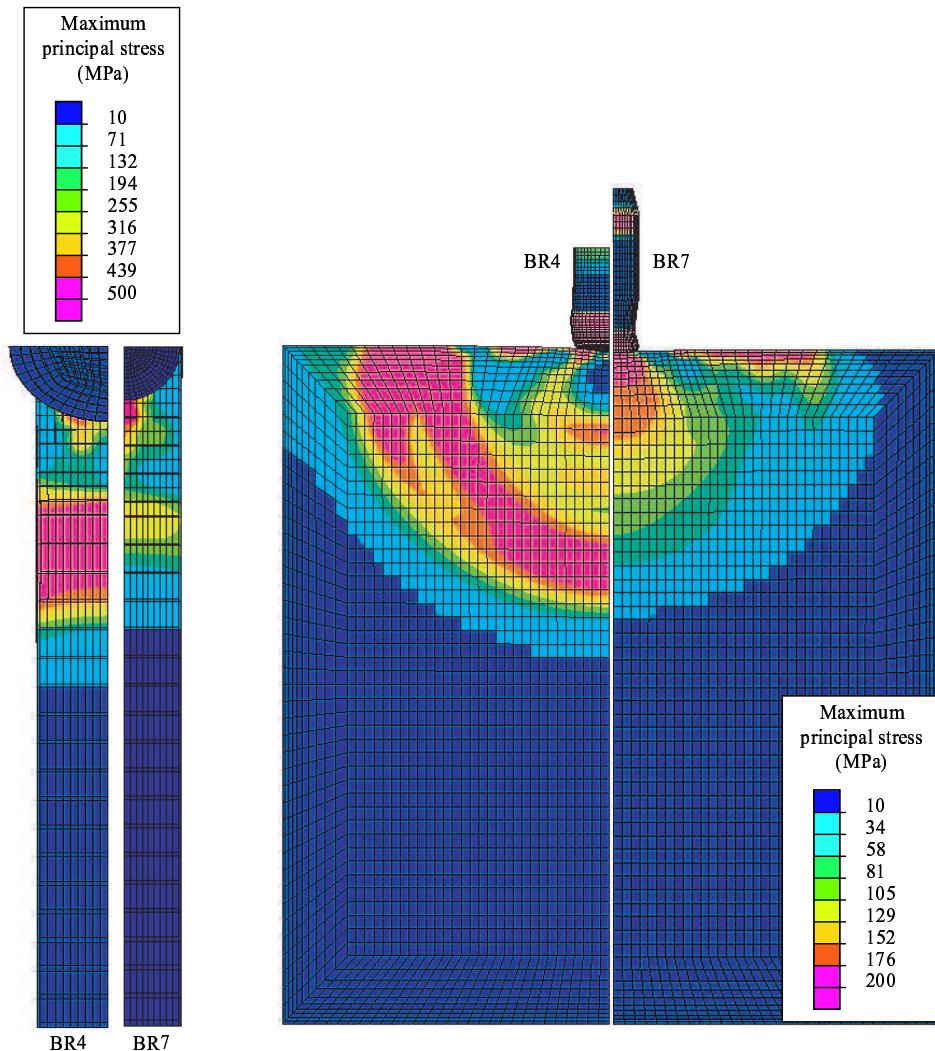 Maximum
principal stress
(MPa)
10
71
132
194
255
316
377
439
500
BR4
BR7
BR4 BR7
Maximum
principal stress
(MPa)
10
34
58
81
105
129
152
176
200